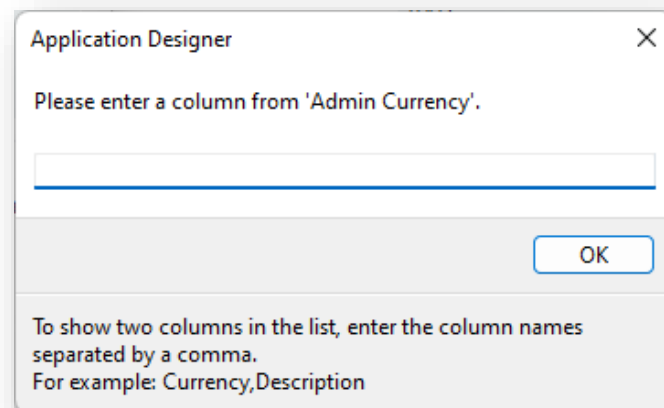 Application Designer
Please enter a column from 'Admin Currency'.
OK
To show two columns in the list, enter the column names
separated by a comma.
For example: Currency,Description